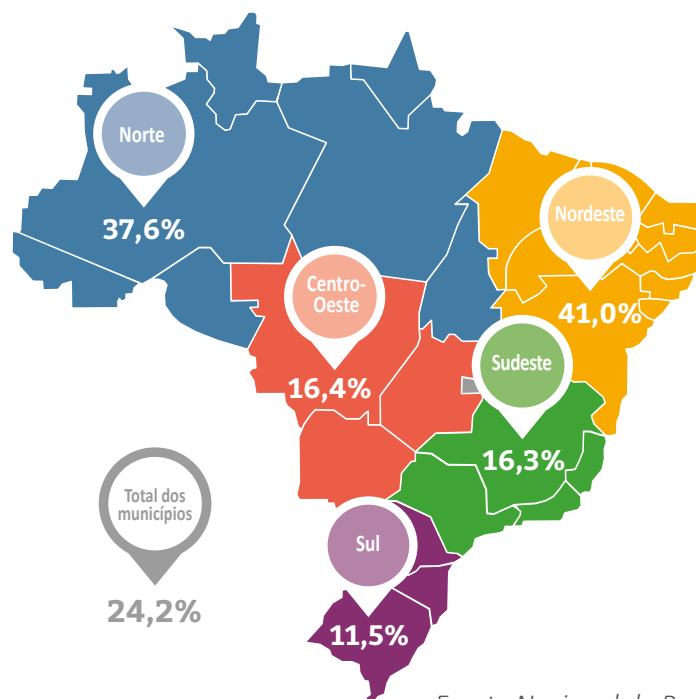 Norte
37,6%
Nordeste
41,0%
Centro-
Oeste
16,4%
Sudeste
16,3%
Total dos
municípios
24,2%
Sul
11,5%